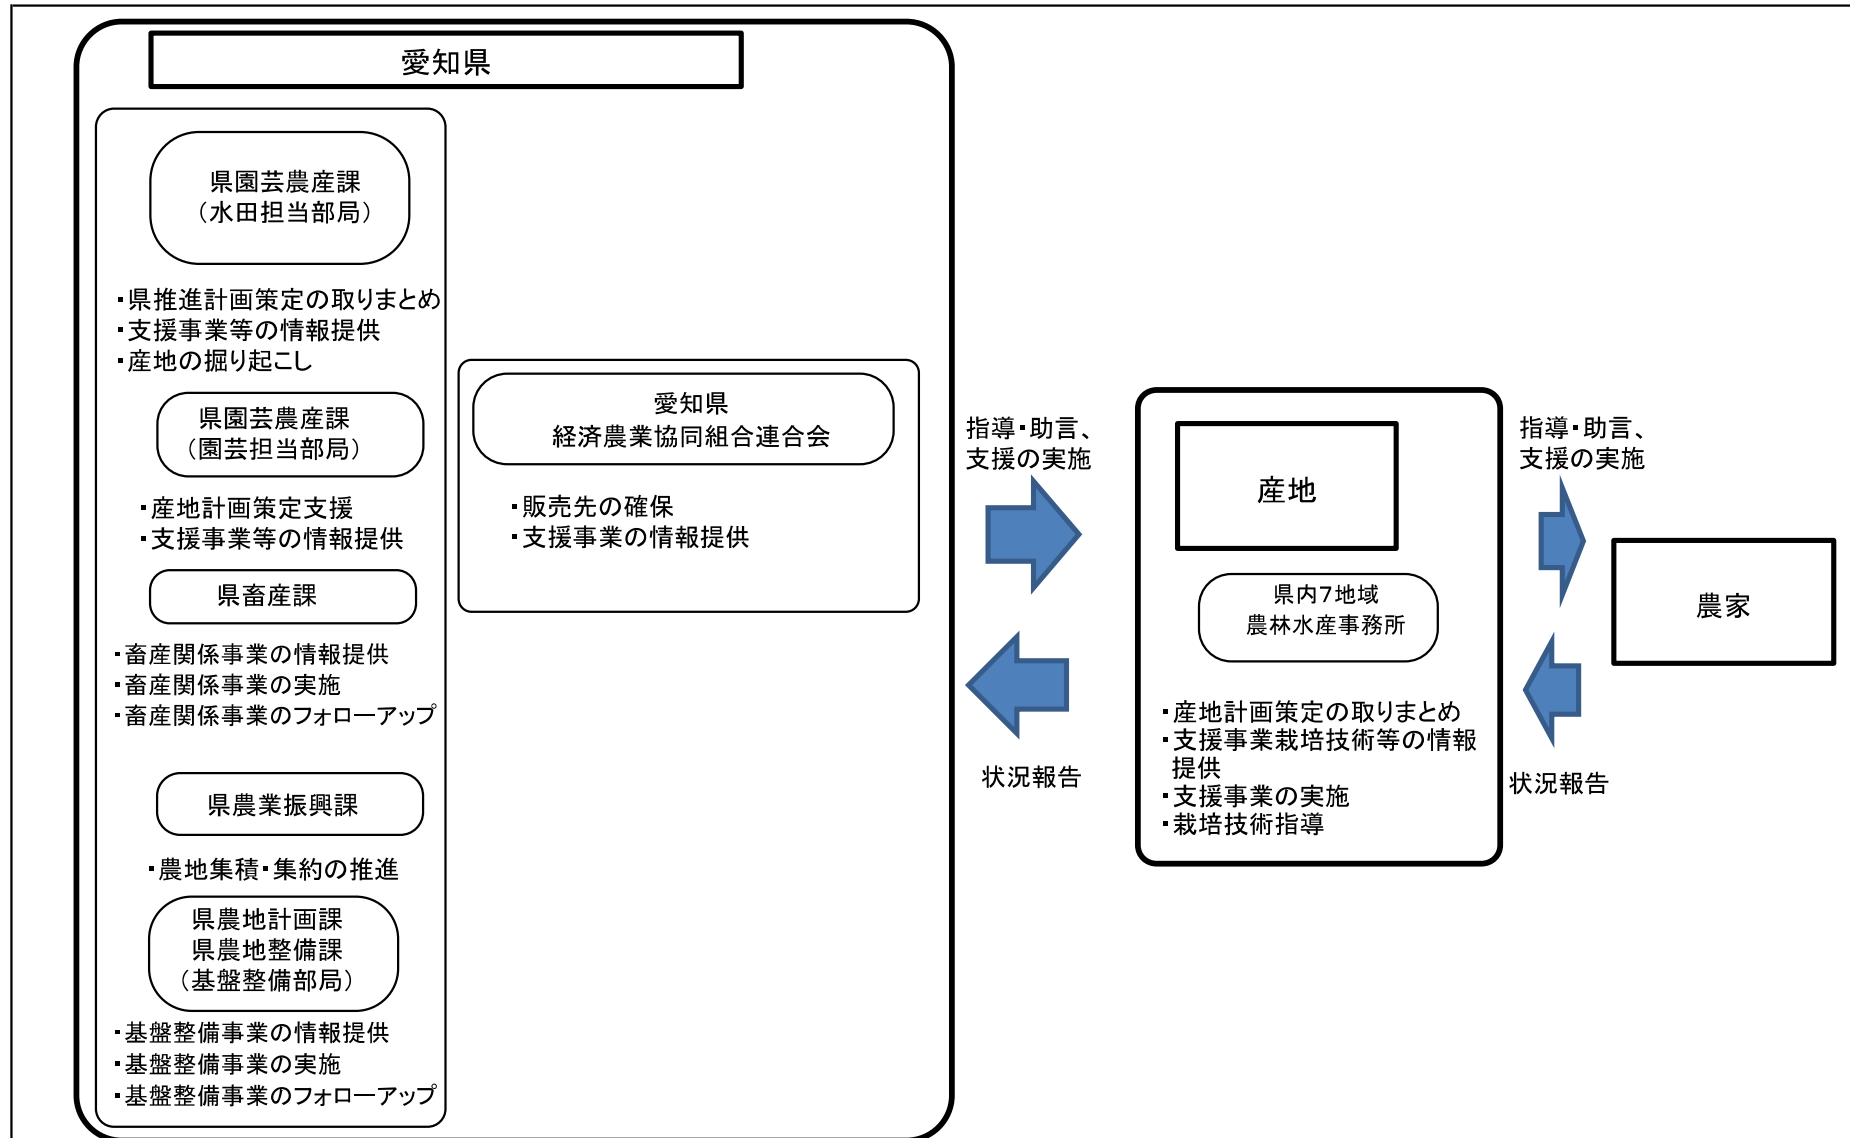 愛知県
県園芸農産課
（水田担当部局）
・県推進計画策定の取りまとめ
・支援事業等の情報提供
・産地の掘り起こし
県園芸農産課
（園芸担当部局）
・産地計画策定支援
・支援事業等の情報提供
県畜産課
・畜産関係事業の情報提供
・畜産関係事業の実施
・畜産関係事業のフォローアップ
県農業振興課
・農地集積・集約の推進
県農地計画課
県農地整備課
（基盤整備部局）
・基盤整備事業の情報提供
・基盤整備事業の実施
・基盤整備事業のフォローアップ
愛知県
経済農業協同組合連合会
・販売先の確保
・支援事業の情報提供
指導・助言、
支援の実施
状況報告
産地
県内7地域
農林水産事務所
・産地計画策定の取りまとめ
・支援事業栽培技術等の情報
提供
・支援事業の実施
・栽培技術指導
指導・助言、
支援の実施
状況報告
農家